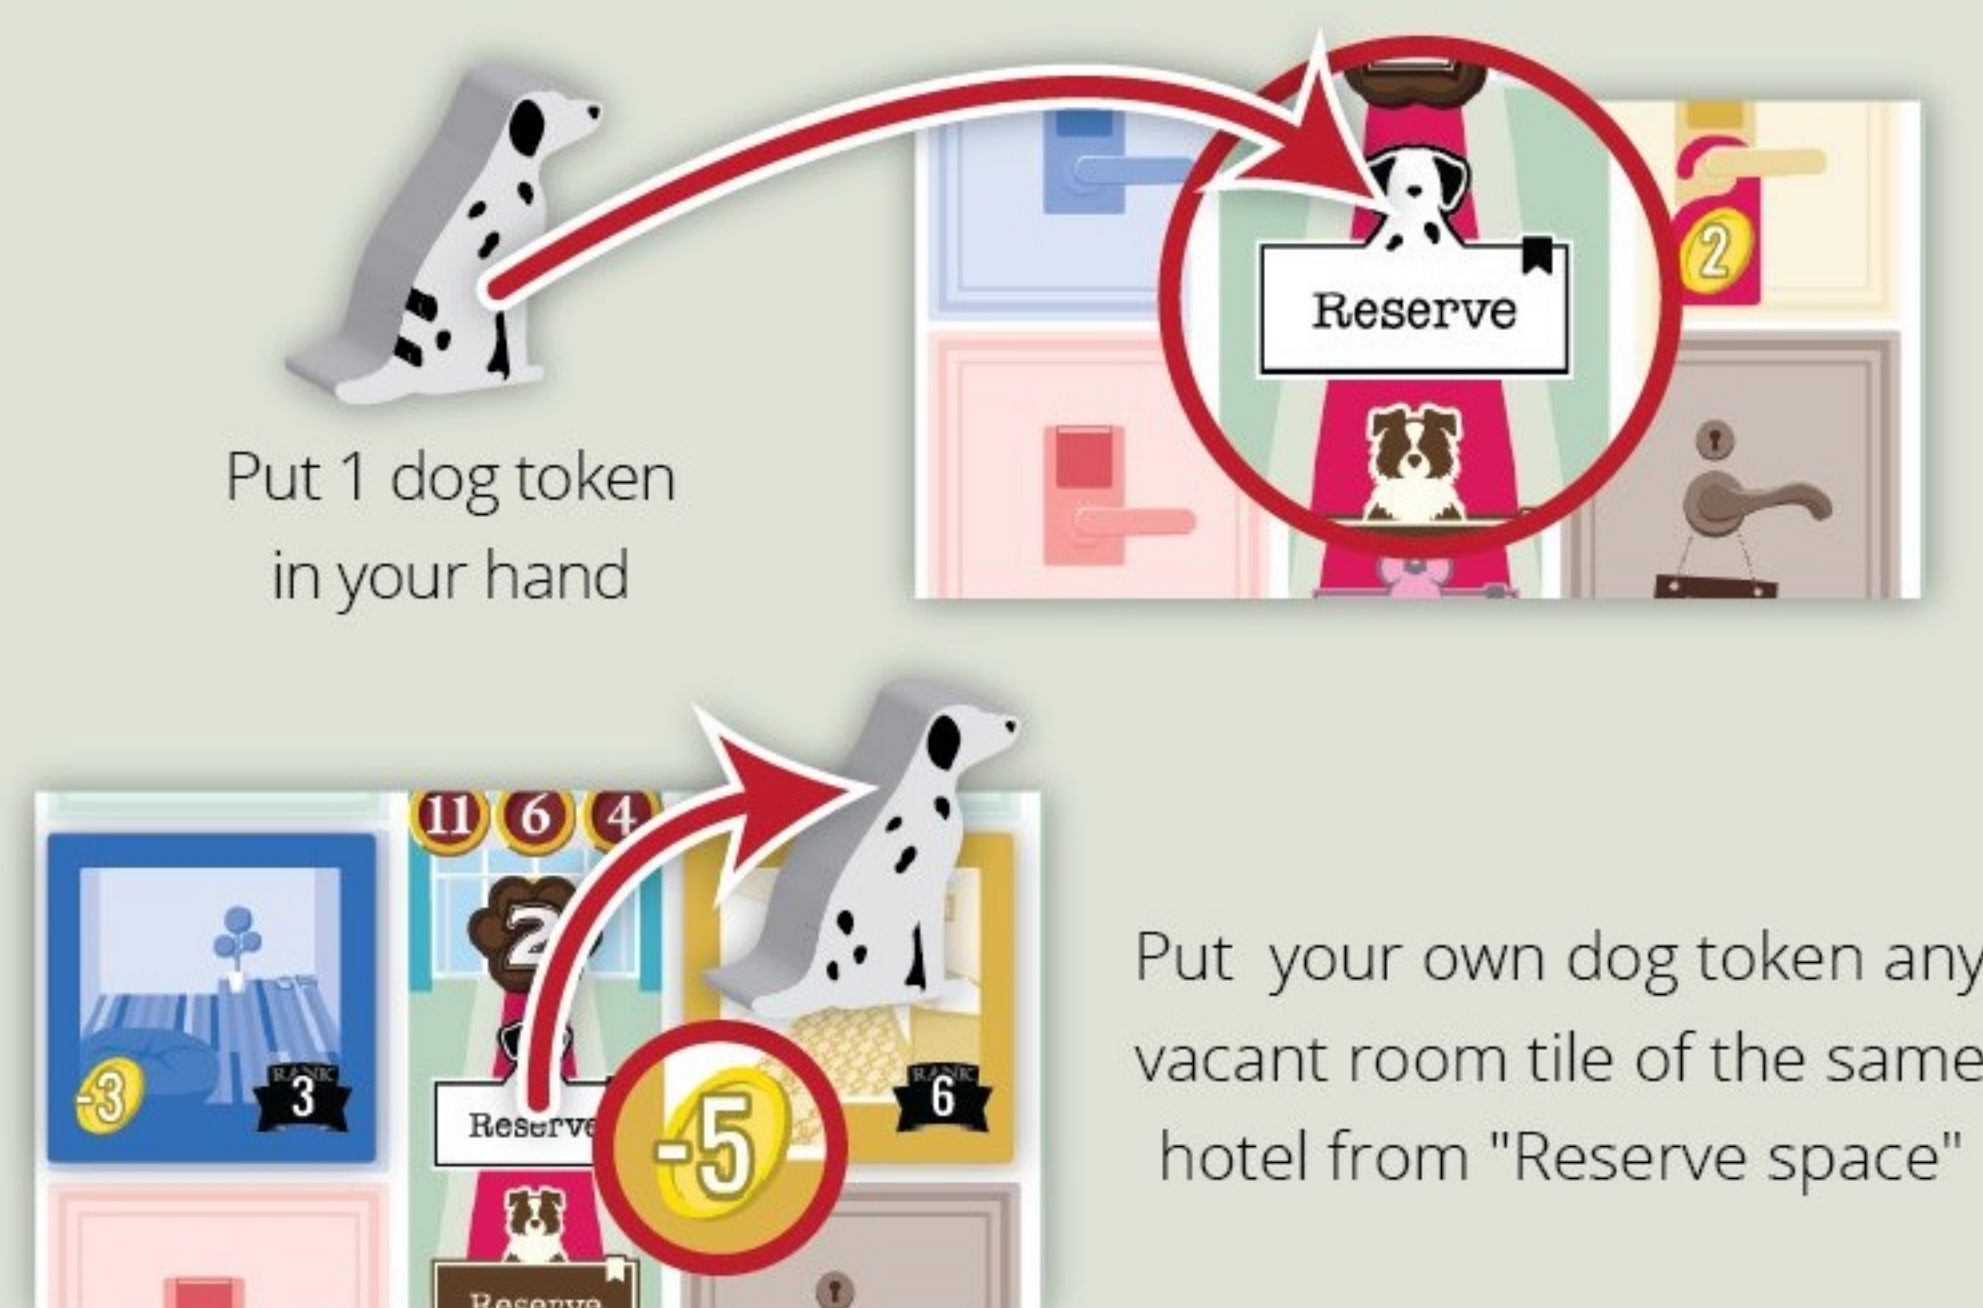 2
Reserve
Put 1 dog token
in your hand
11 6 4
2
-3
RANK
3
Reserve
-5
RANK
6
Put your own dog token any
vacant room tile of the same
hotel from "Reserve space"
Reserve